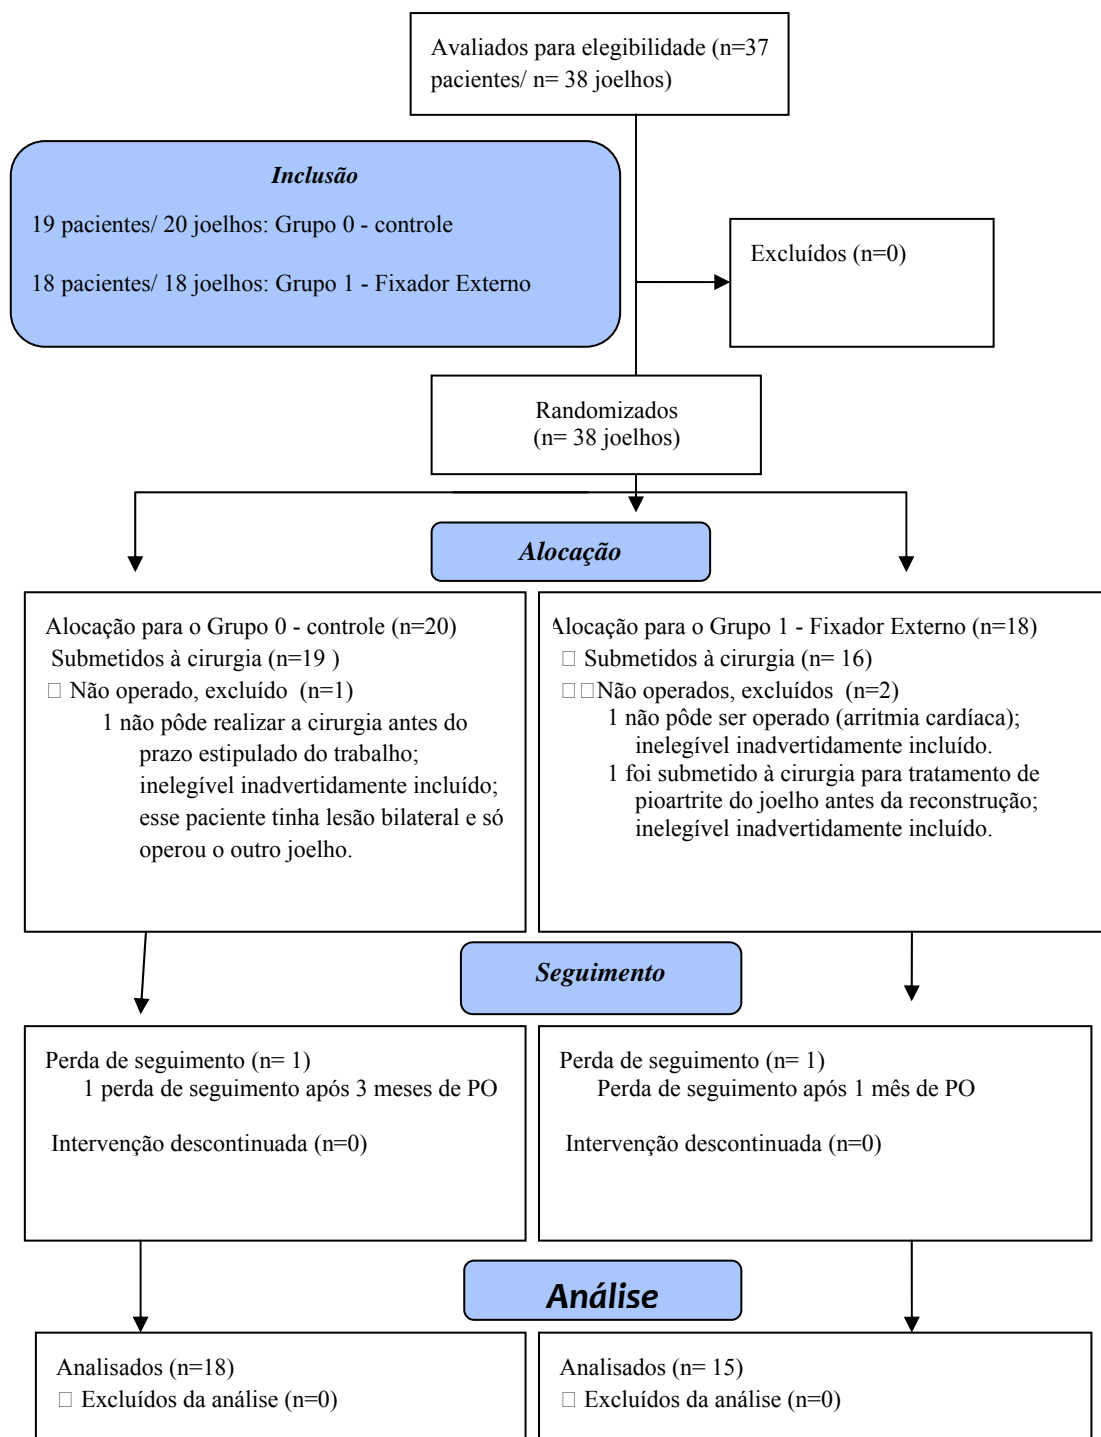 Avaliados para elegibilidade (n=37
pacientes/ n= 38 joelhos)
Inclusão
19 pacientes/ 20 joelhos: Grupo 0 - controle
18 pacientes/ 18 joelhos: Grupo 1 - Fixador Externo
Excluídos (n=0)
Randomizados
(n= 38 joelhos)
Alocação
Alocação para o Grupo 0 - controle (n=20)
Submetidos à cirurgia (n=19 )
□ Não operado, excluído (n=1)
1 não pôde realizar a cirurgia antes do
prazo estipulado do trabalho;
inelegível inadvertidamente incluído;
esse paciente tinha lesão bilateral e só
operou o outro joelho.
Alocação para o Grupo 1 - Fixador Externo (n=18)
□ Submetidos à cirurgia (n= 16)
□□Não operados, excluídos (n=2)
1 não pôde ser operado (arritmia cardíaca);
inelegível inadvertidamente incluído.
1 foi submetido à cirurgia para tratamento de
pioartrite do joelho antes da reconstrução;
inelegível inadvertidamente incluído.
Seguimento
Perda de seguimento (n= 1)
1 perda de seguimento após 3 meses de PO
Intervenção descontinuada (n=0)
Perda de seguimento (n= 1)
Perda de seguimento após 1 mês de PO
Intervenção descontinuada (n=0)
Análise
Analisados (n=18)
□ Excluídos da análise (n=0)
Analisados (n= 15)
□ Excluídos da análise (n=0)